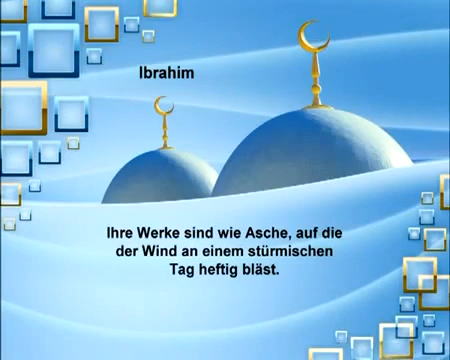 Ibrahim
Ihre Werke sind wie Asche, auf die
der Wind an einem stürmischen
Tag heftig bläst.